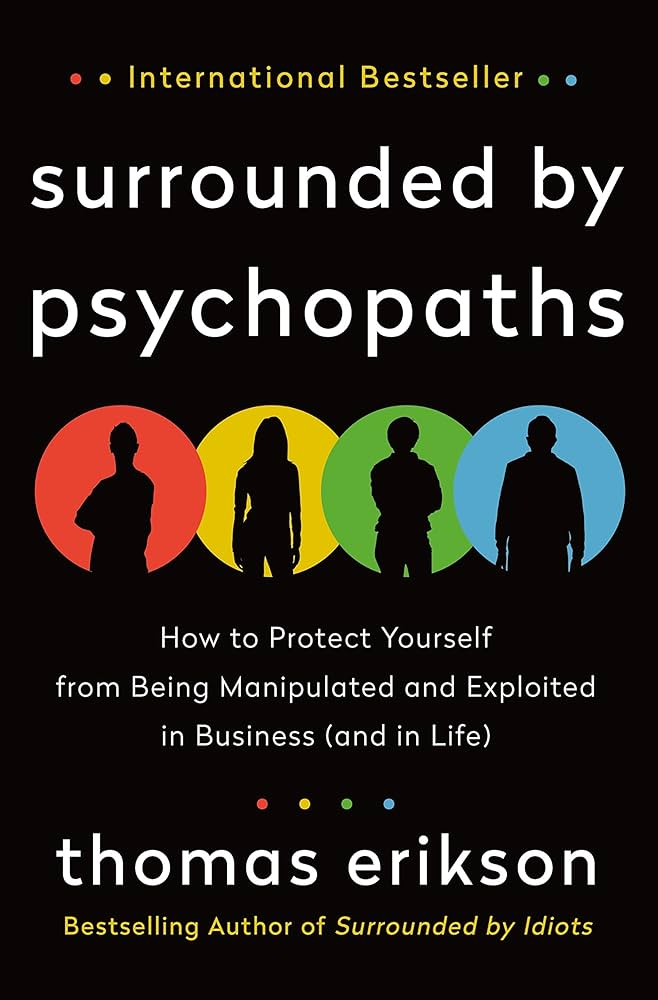 International Bestseller
surrounded by
psychopaths
How to Protect Yourself
from Being Manipulated and Exploited
in Business (and in Life)
thomas erikson
Bestselling Author of Surrounded by Idiots